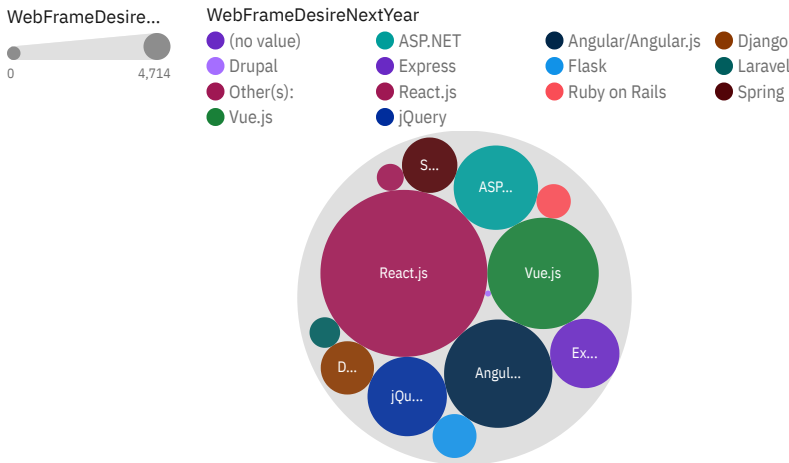 WebFrameDesire...
0 4,714
WebFrameDesireNextYear
(no value) ASP.NET Angular/Angular.js Django
Drupal Express Flask Laravel
Other(s): React.js Ruby on Rails Spring
Vue.js jQuery
S...
ASP...
React.js Vue.js
Ex...
D... Angul...
jQu...